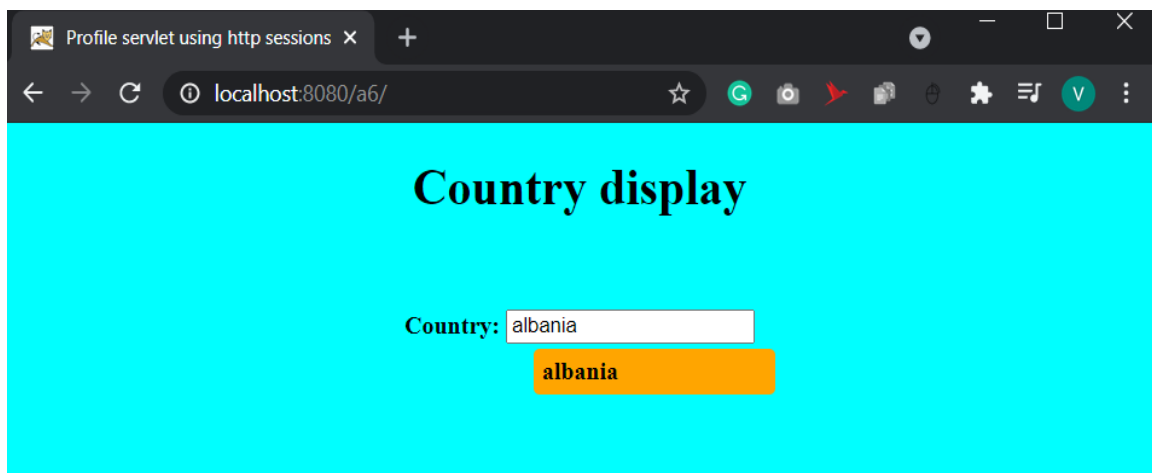 Profile servlet using http sessions
localhost:8080/a6/
G
V
Country display
Country: albania
albania